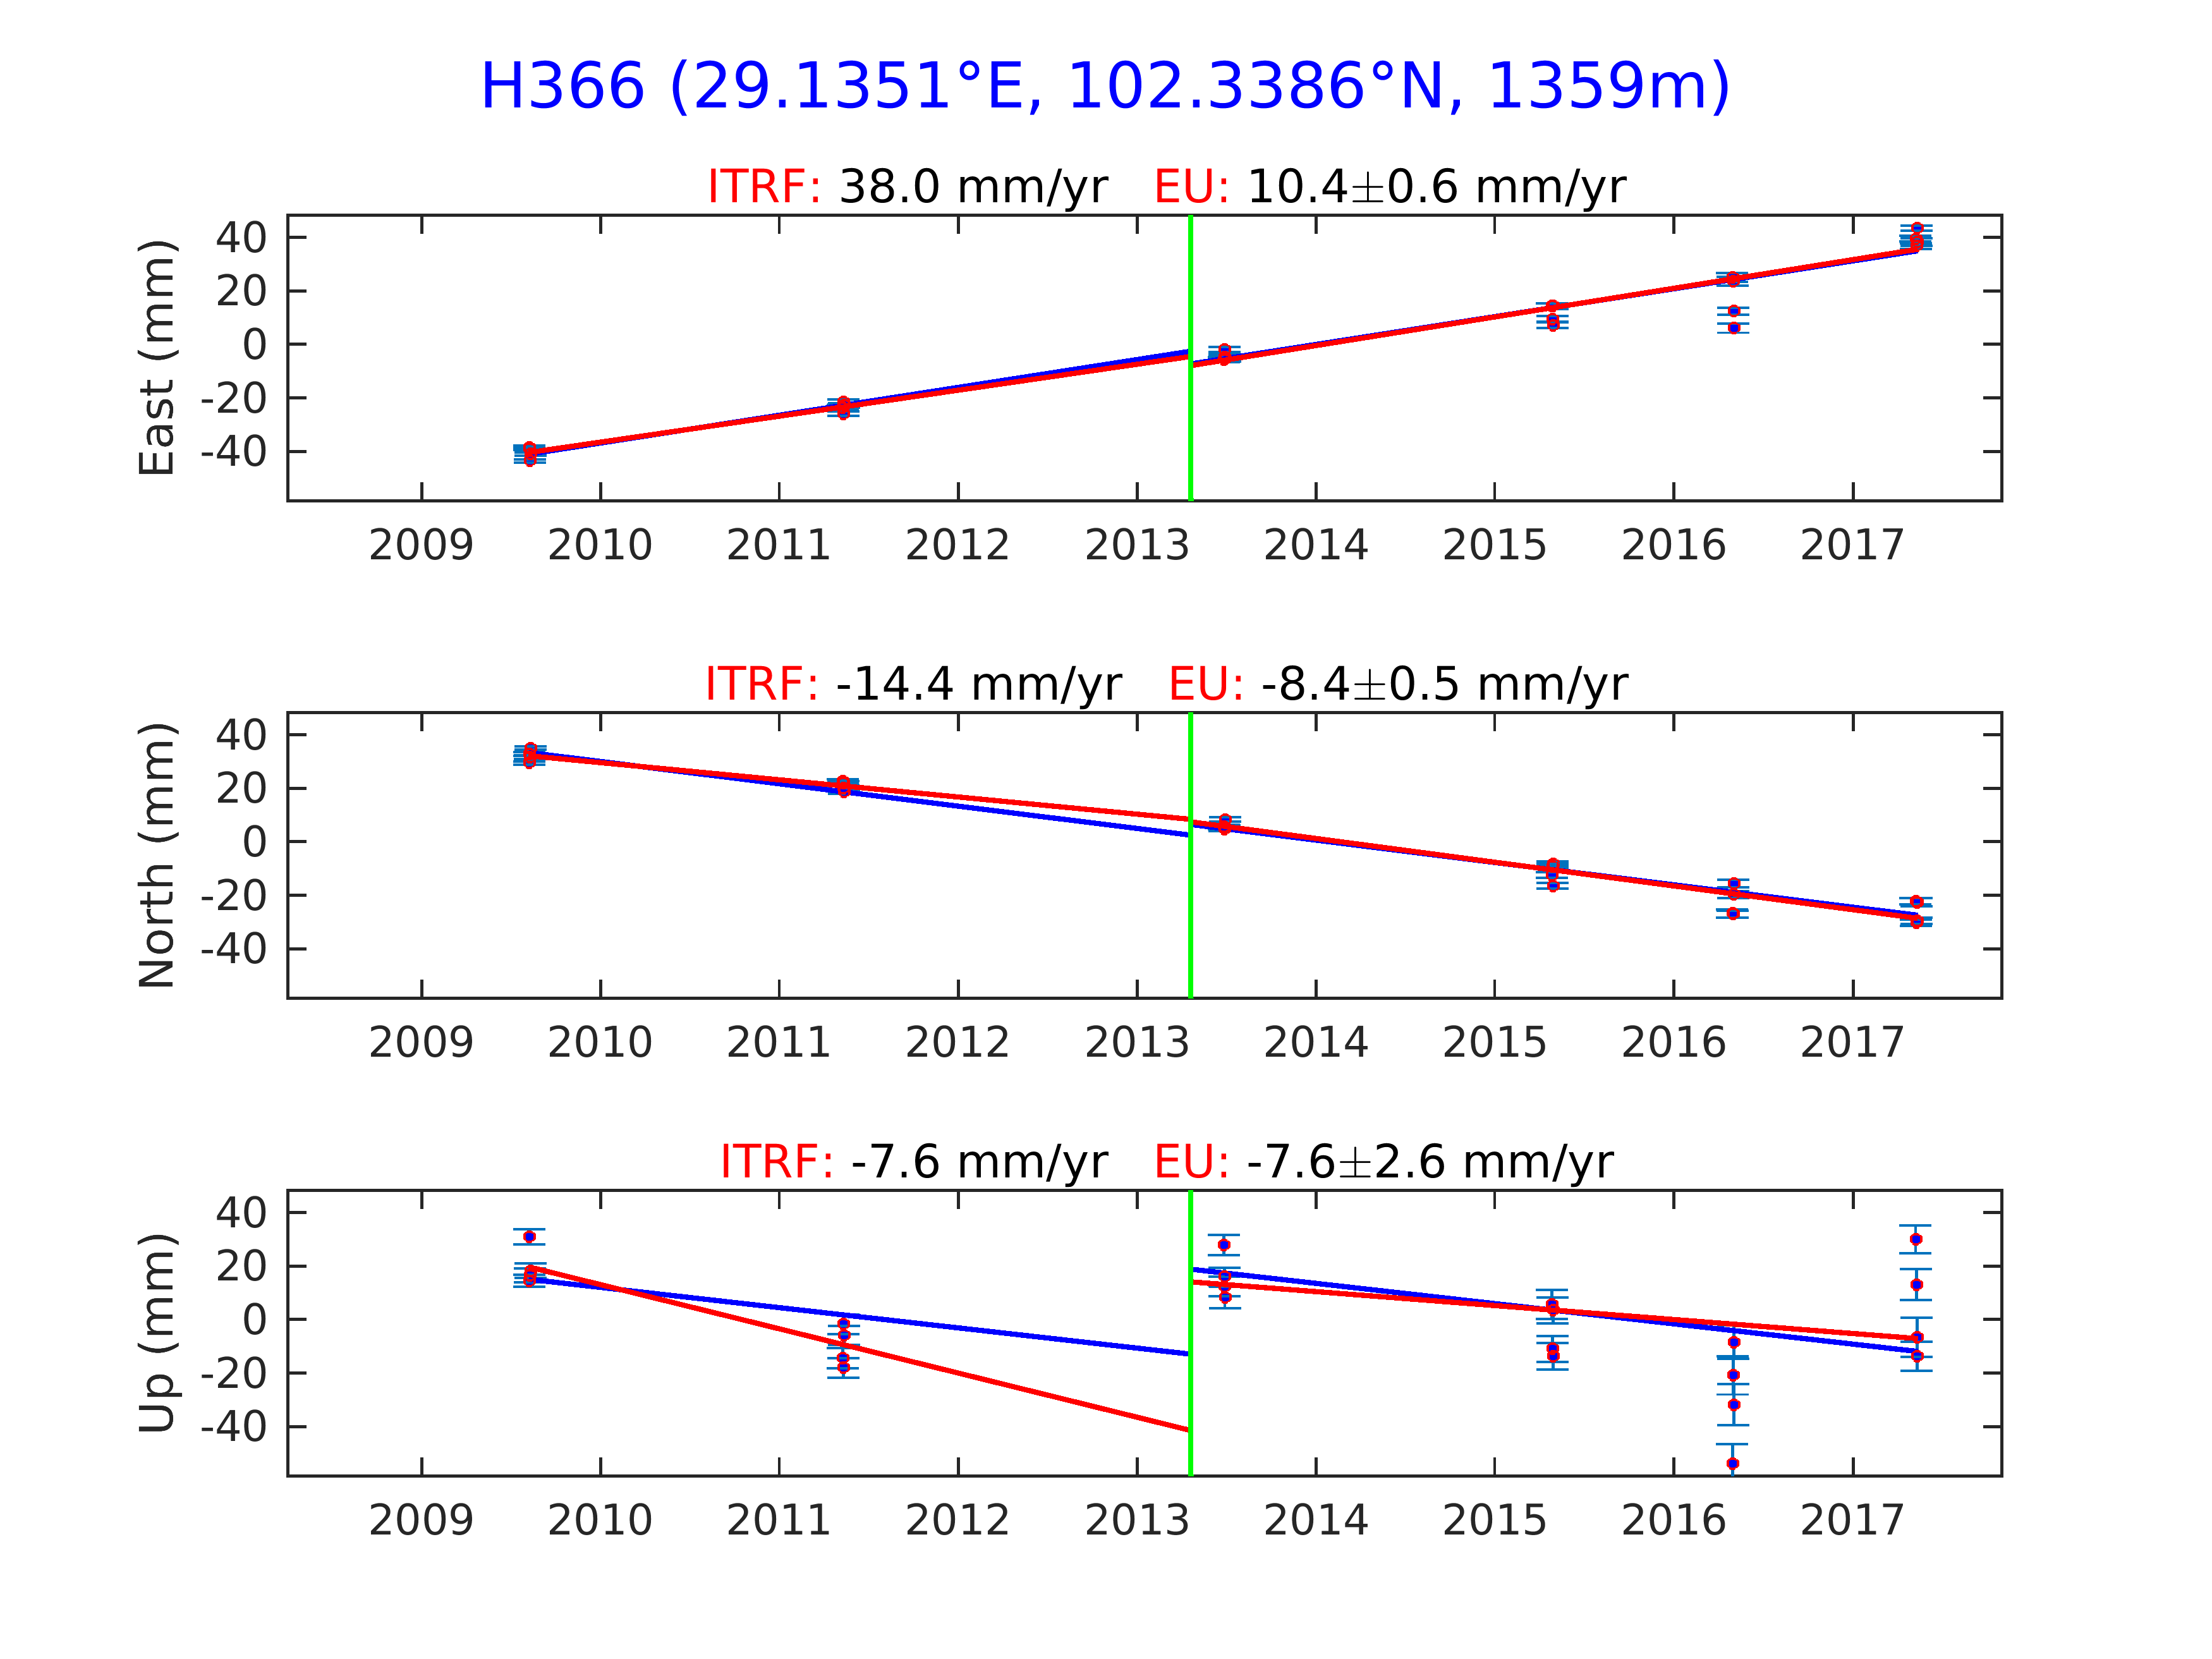 H366 (29.1351°E, 102.3386°N, 1359m)
ITRF: 38.0 mm/yr EU: 10.4±0.6 mm/yr
East (mm)
40
20
0
-20
-40
2009 2010 2011 2012 2013 2014 2015 2016 2017
ITRF: -14.4 mm/yr EU: -8.4±0.5 mm/yr
North (mm)
40
20
0
-20
-40
2009 2010 2011 2012 2013 2014 2015 2016 2017
ITRF: -7.6 mm/yr EU: -7.6±2.6 mm/yr
Up (mm)
40
20
0
-20
-40
2009 2010 2011 2012 2013 2014 2015 2016 2017